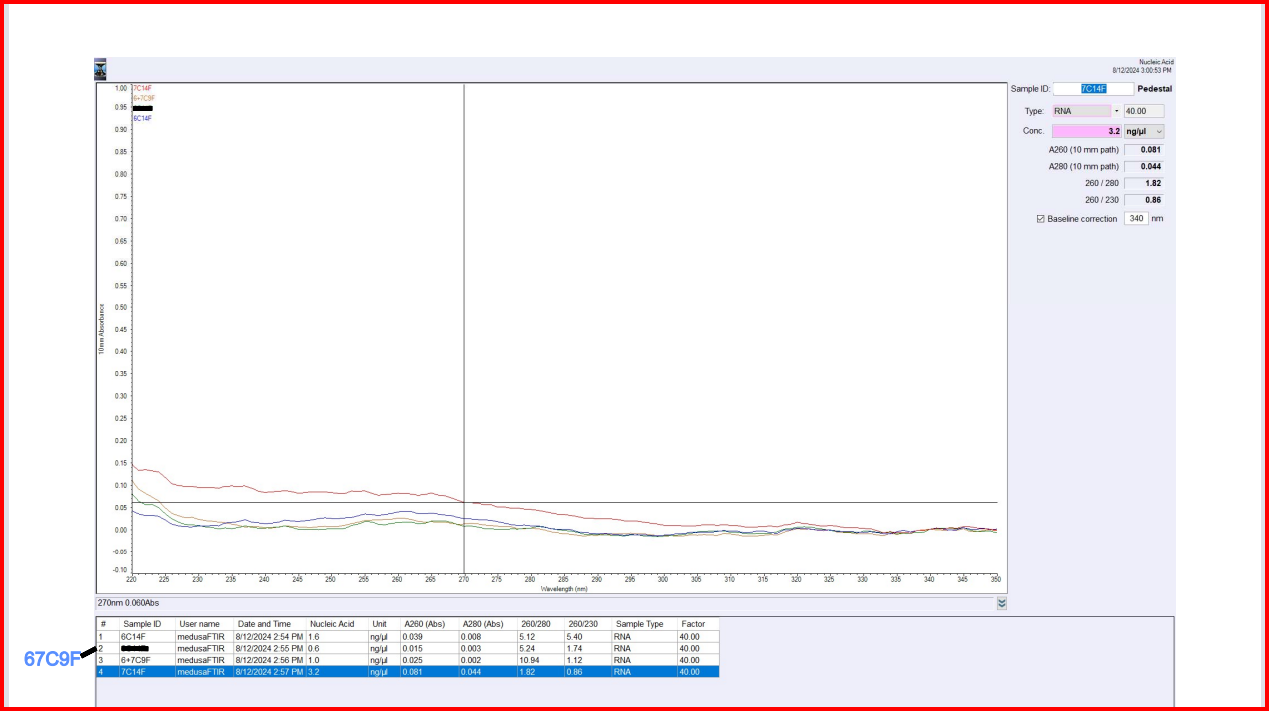 Nucleic Acid
8/12/2024 3:00:53 PM
Sample ID: 7C14F Pedestal
Type: RNA 40.00
Conc. 3.2 ng/µl
A260 (10 mm path) 0.081
A280 (10 mm path) 0.044
260 / 280 1.82
260 / 230 0.86
Baseline correction 340 nm
7C14F
6+7C9F
6C14F
10mm Absorbance
1.00
0.95
0.90
0.85
0.80
0.75
0.70
0.65
0.60
0.55
0.50
0.45
0.40
0.35
0.30
0.25
0.20
0.15
0.10
0.05
0.00
-0.05
-0.10
220 225 230 235 240 245 250 255 260 265 270 275 280 285 290 295 300 305 310 315 320 325 330 335 340 345 350
Wavelength (nm)
270nm 0.060Abs
# Sample ID User name Date and Time Nucleic Acid Unit A260 (Abs) A280 (Abs) 260/280 260/230 Sample Type Factor
1 6C14F medusaFTIR 8/12/2024 2:54 PM 1.6 ng/µl 0.039 0.008 5.12 5.40 RNA 40.00
2 medusaFTIR 8/12/2024 2:55 PM 0.6 ng/µl 0.015 0.003 5.24 1.74 RNA 40.00
3 6+7C9F medusaFTIR 8/12/2024 2:56 PM 1.0 ng/µl 0.025 0.002 10.94 1.12 RNA 40.00
4 7C14F medusaFTIR 8/12/2024 2:57 PM 3.2 ng/µl 0.081 0.044 1.82 0.86 RNA 40.00
67C9F